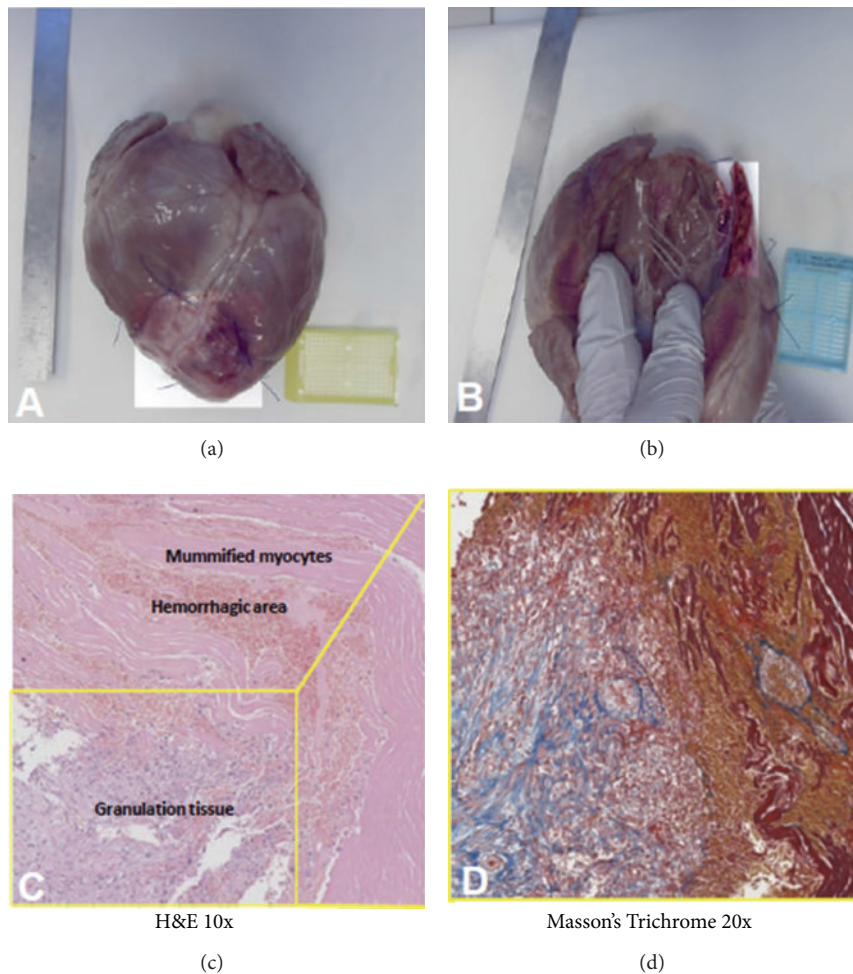 A
B
(a)
(b)
Mummified myocytes
Hemorrhagic area
Granulation tissue
C
D
H&E 10x
Masson's Trichrome 20x
(c)
(d)